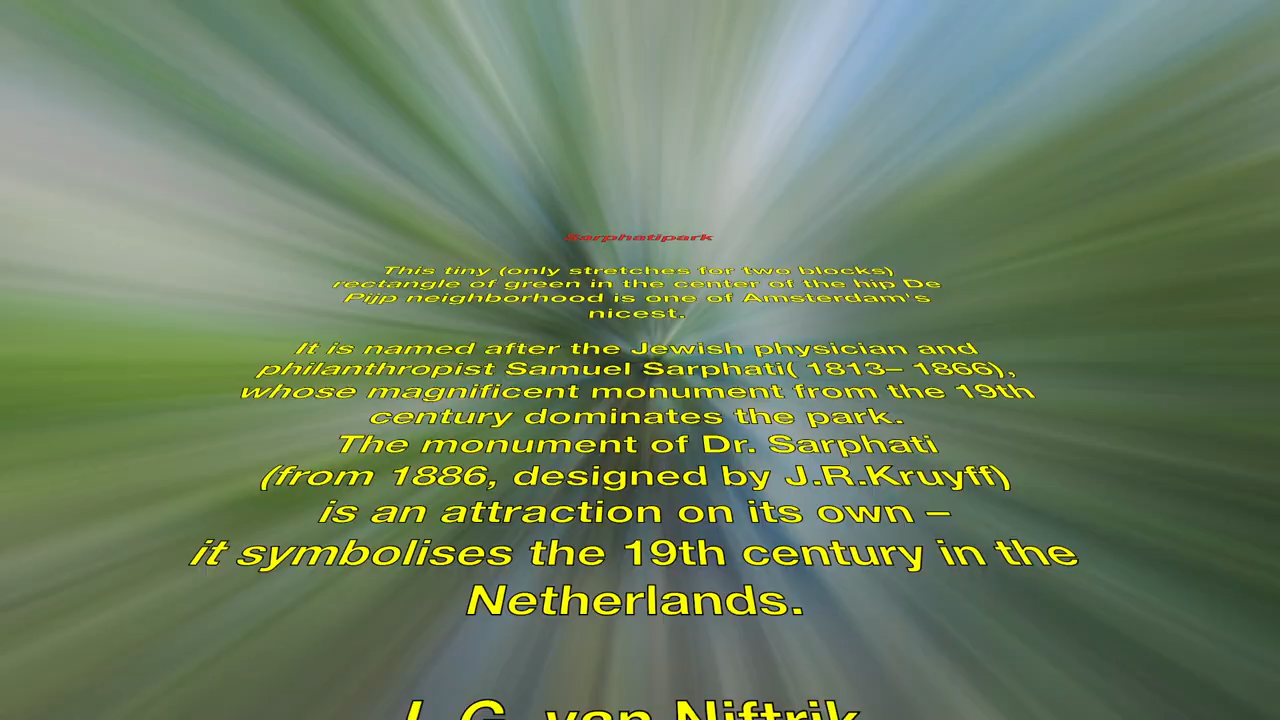 Sarphatipark
This tiny (only stretches for two blocks)
rectangle of green in the center of the hip De
Pijp neighborhood is one of Amsterdam's
nicest.
It is named after the Jewish physician and
philanthropist Samuel Sarphati( 1813– 1866),
whose magnificent monument from the 19th
century dominates the park.
The monument of Dr. Sarphati
(from 1886, designed by J.R.Kruyff)
is an attraction on its own –
it symbolises the 19th century in the
Netherlands.
J. G. van Niftrik